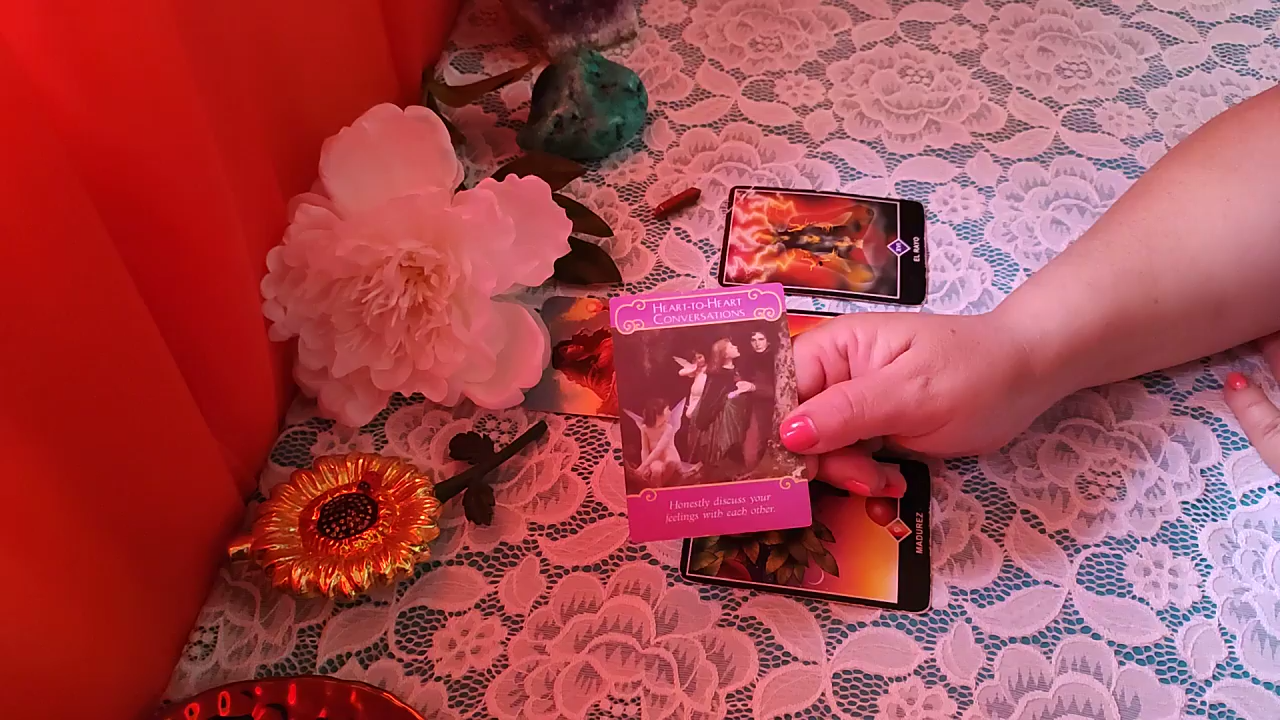 HEART-TO-HEART
CONVERSATIONS
Honestly discuss your
feelings with each other.
EL RAYO
MADUREZ